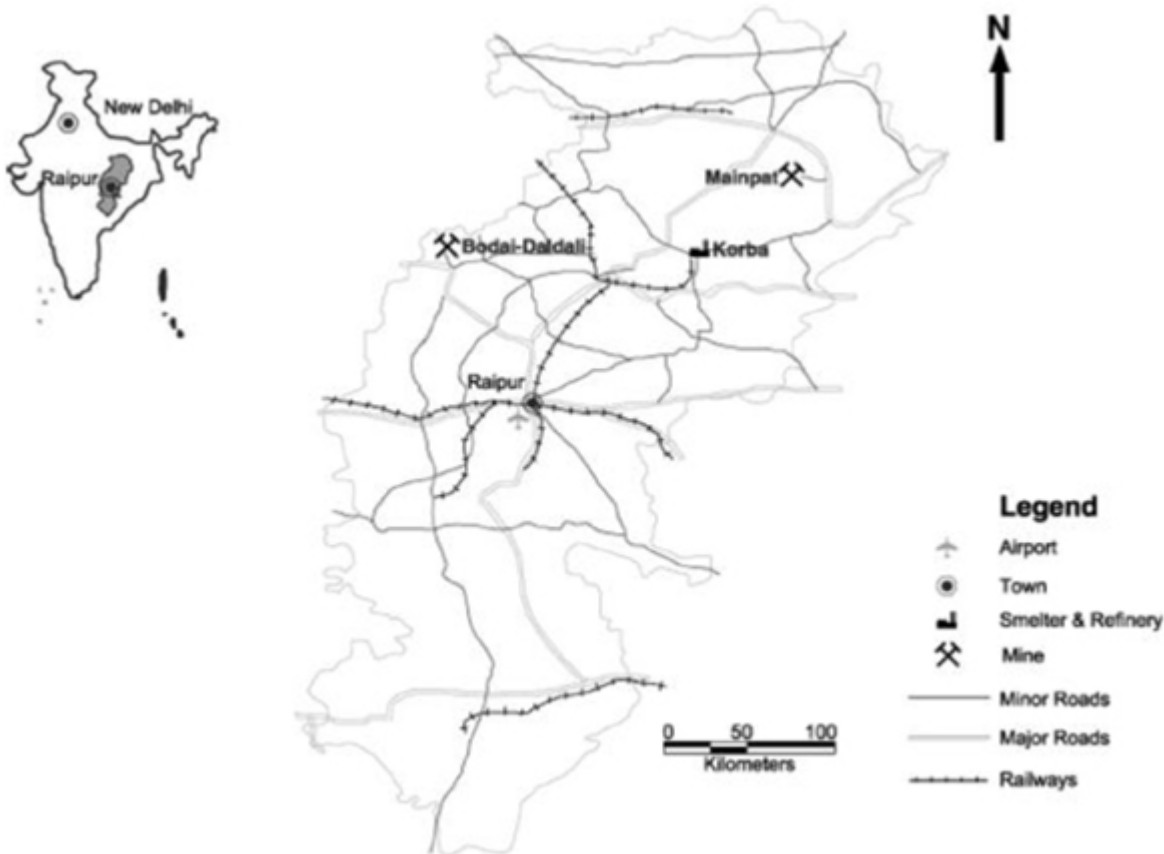 N
New Delhi
Raipur
Mainpat
Bodai-Daldali
Korba
Raipur
Legend
Airport
Town
Smelter & Refinery
Mine
Minor Roads
Major Roads
Railways
0 50 100
Kilometers